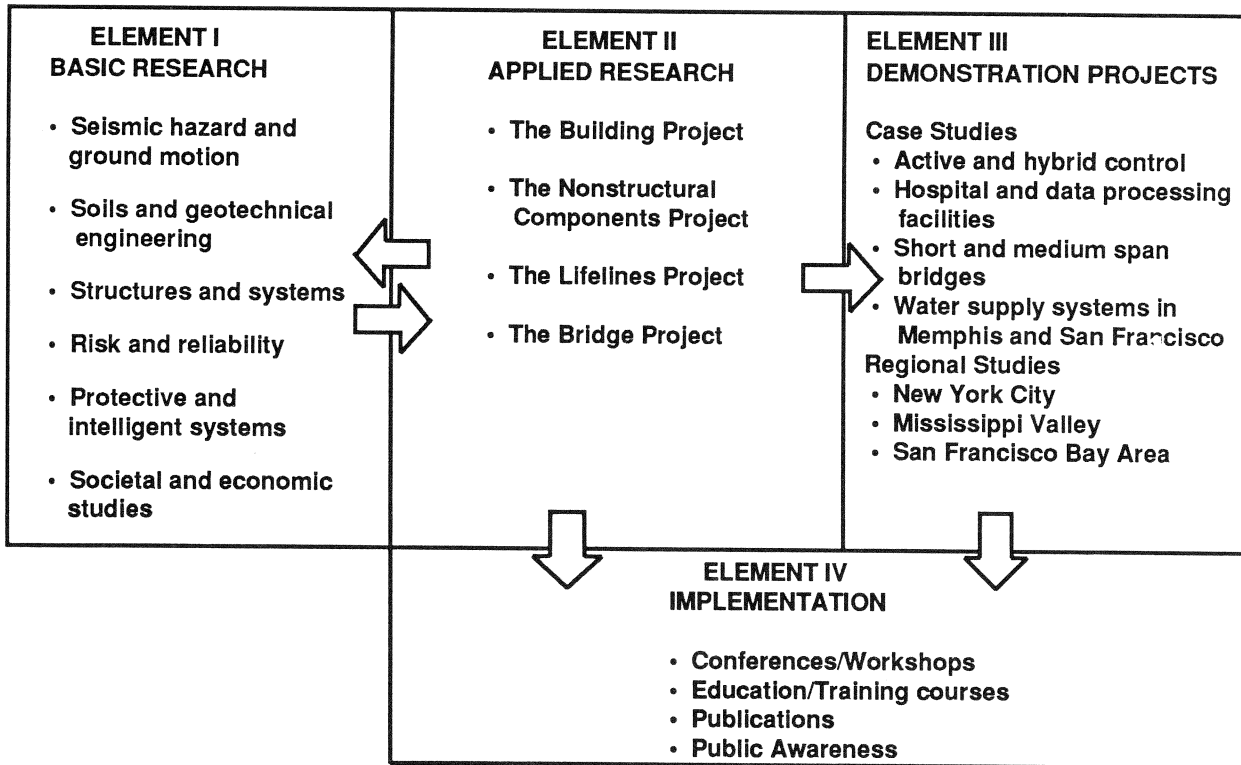 ELEMENT I
BASIC RESEARCH
• Seismic hazard and
ground motion
• Soils and geotechnical
engineering
• Structures and systems
• Risk and reliability
• Protective and
intelligent systems
• Societal and economic
studies
ELEMENT II
APPLIED RESEARCH
• The Building Project
• The Nonstructural
Components Project
• The Lifelines Project
• The Bridge Project
ELEMENT III
DEMONSTRATION PROJECTS
Case Studies
• Active and hybrid control
• Hospital and data processing
facilities
• Short and medium span
bridges
• Water supply systems in
Memphis and San Francisco
Regional Studies
• New York City
• Mississippi Valley
• San Francisco Bay Area
ELEMENT IV
IMPLEMENTATION
• Conferences/Workshops
• Education/Training courses
• Publications
• Public Awareness